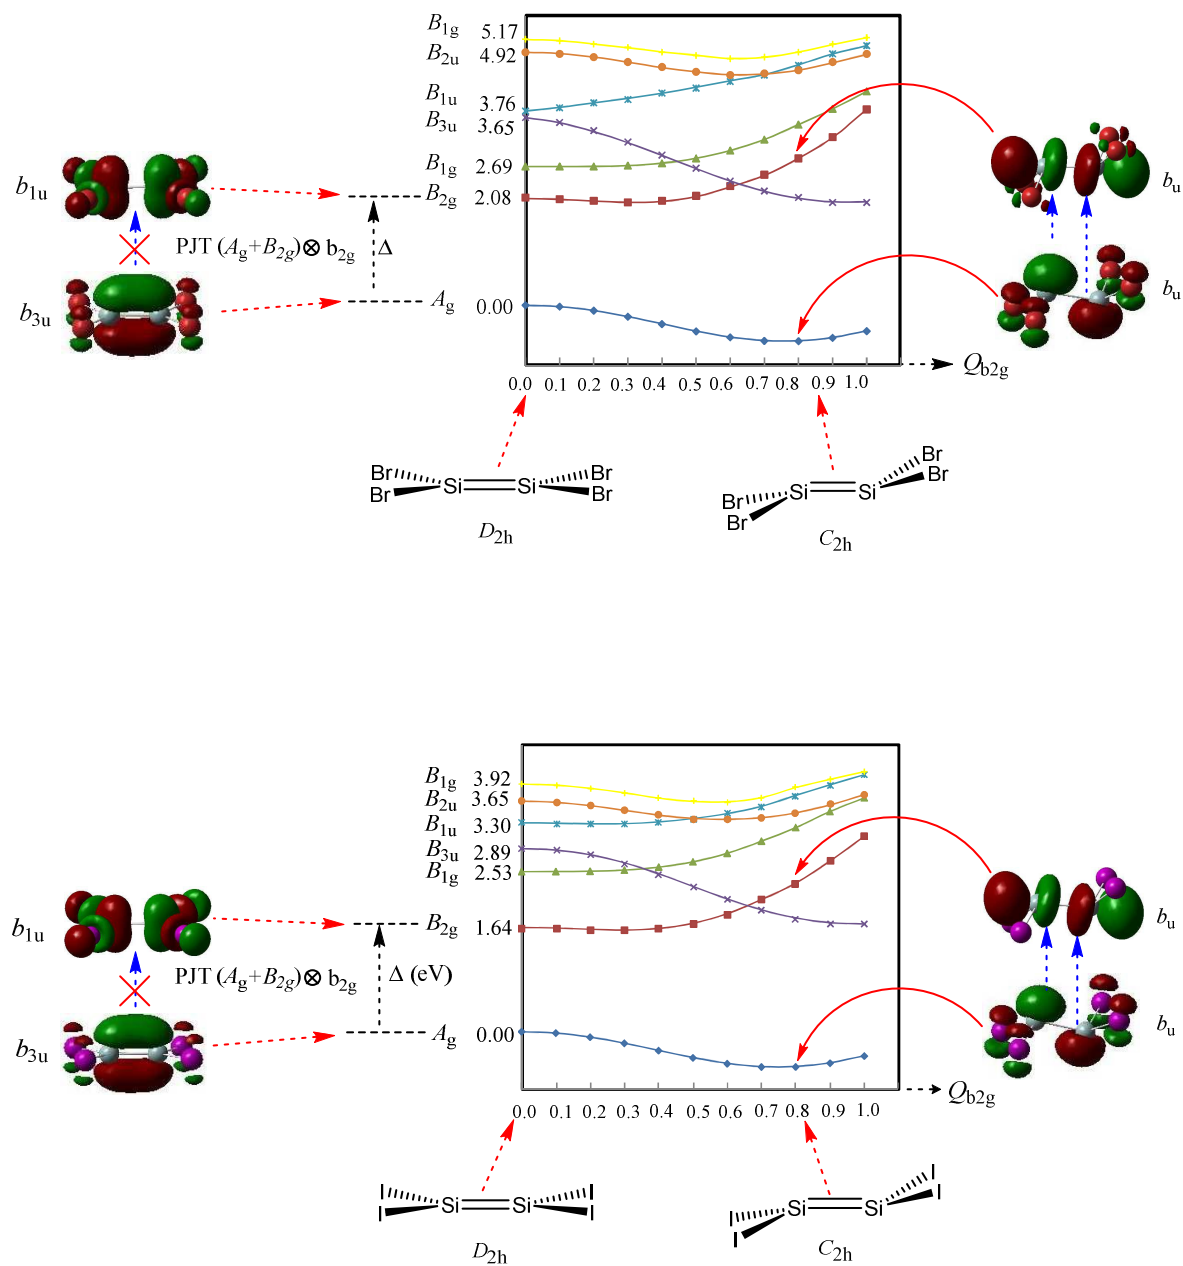 B1g 5.17
B2u 4.92
B1u 3.76
B3u 3.65
B1g 2.69
B2g 2.08
Ag 0.00
b1u
PJT (Ag+B2g)⊗ b2g
Δ
b3u
bu
bu
0.0 0.1 0.2 0.3 0.4 0.5 0.6 0.7 0.8 0.9 1.0
Qb2g
Br Br
Br Si Si Br
D2h
Br
Br
Si Si
Br
Br
C2h
B1g 3.92
B2u 3.65
B1u 3.30
B3u 2.89
B1g 2.53
B2g 1.64
Ag 0.00
b1u
PJT (Ag+B2g)⊗ b2g
Δ (eV)
b3u
bu
bu
0.0 0.1 0.2 0.3 0.4 0.5 0.6 0.7 0.8 0.9 1.0
Qb2g
I I
I Si Si I
D2h
I
I
Si Si
I
I
C2h